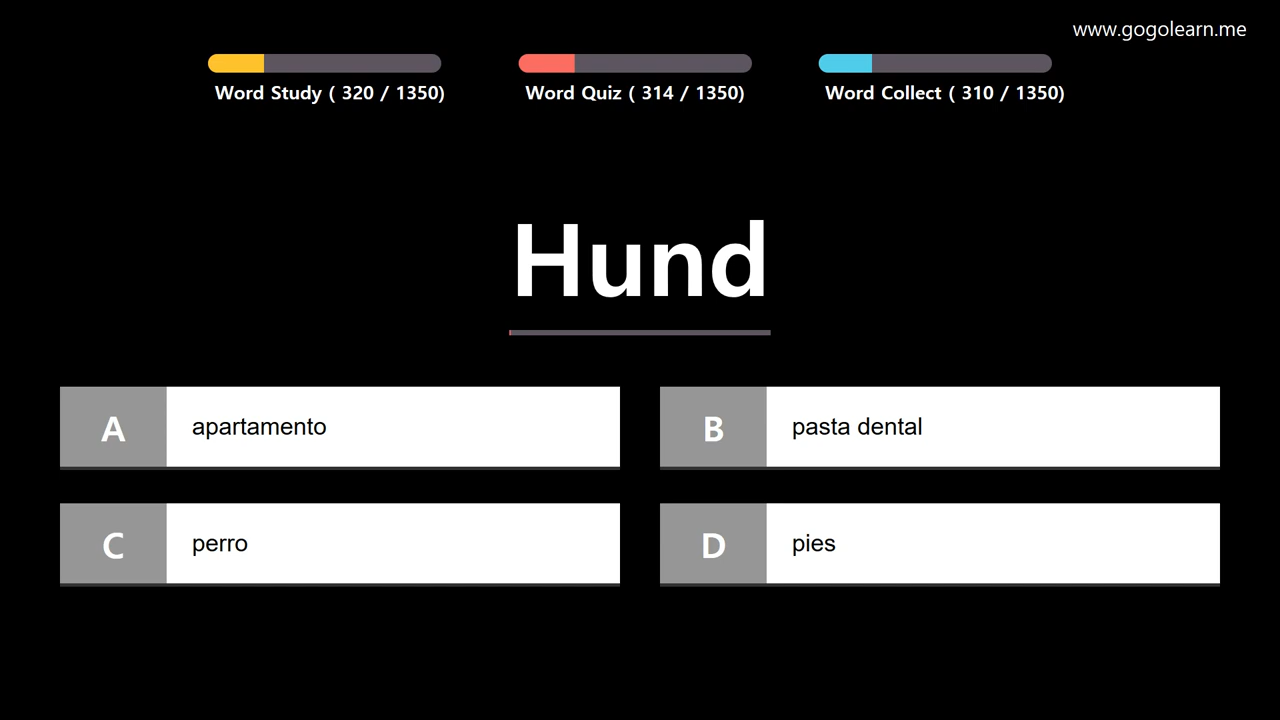 www.gogolearn.me
Word Study ( 320 / 1350)
Word Quiz ( 314 / 1350)
Word Collect ( 310 / 1350)
Hund
A
apartamento
B
pasta dental
C
perro
D
pies